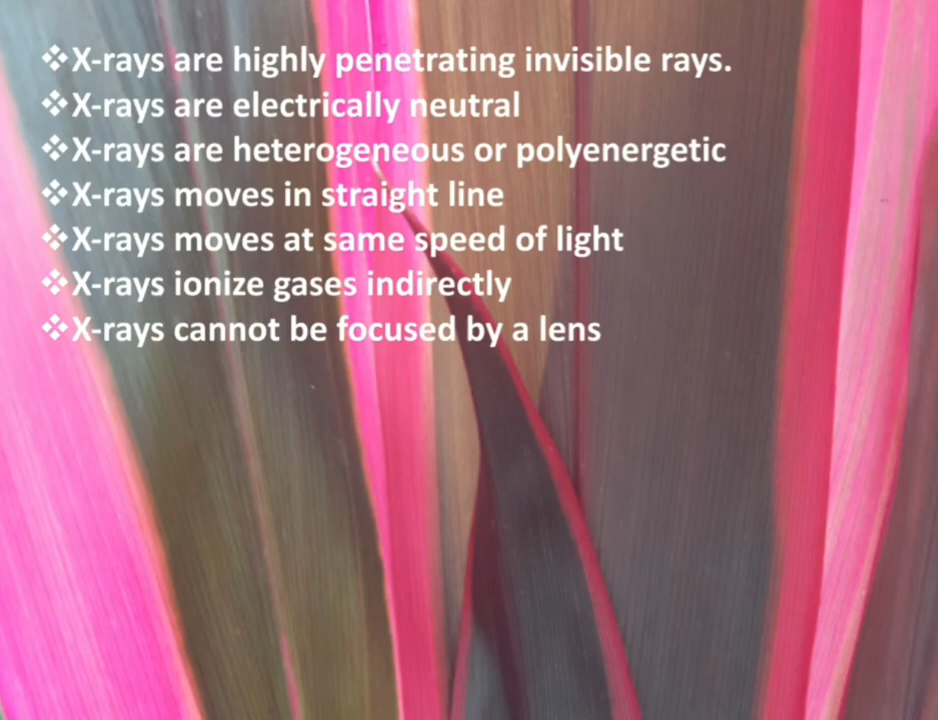 ❖X-rays are highly penetrating invisible rays.
❖X-rays are electrically neutral
❖X-rays are heterogeneous or polyenergetic
❖X-rays moves in straight line
❖X-rays moves at same speed of light
❖X-rays ionize gases indirectly
❖X-rays cannot be focused by a lens